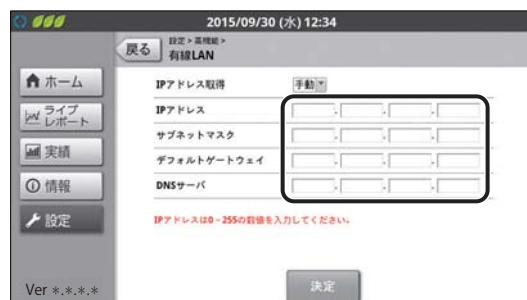 2015/09/30 (水) 12:34
戻る
設定 > 高機能 >
有線LAN
ホーム
ライブ
レポート
実績
情報
設定
Ver *.*.*.*
IPアドレス取得
手動
IPアドレス
サブネットマスク
デフォルトゲートウェイ
DNSサーバ
IPアドレスは0~255の数値を入力してください。
決定